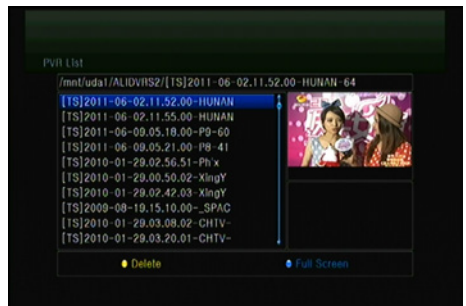 PVR List
/mnt/uda1/ALIDVRS2/[TS]2011-06-02.11.52.00-HUNAN-64
[TS]2011-06-02.11.52.00-HUNAN
[TS]2011-06-02.11.55.00-HUNAN
[TS]2011-06-09.05.18.00-P9-60
[TS]2011-06-09.05.21.00-P8-41
[TS]2010-01-29.02.56.51-Ph'x
[TS]2010-01-29.00.50.02-XingY
[TS]2010-01-29.02.42.03-XingY
[TS]2009-08-19.15.10.00-_SPAC
[TS]2010-01-29.03.08.02-CHTV-
[TS]2010-01-29.03.20.01-CHTV-
Delete
Full Screen